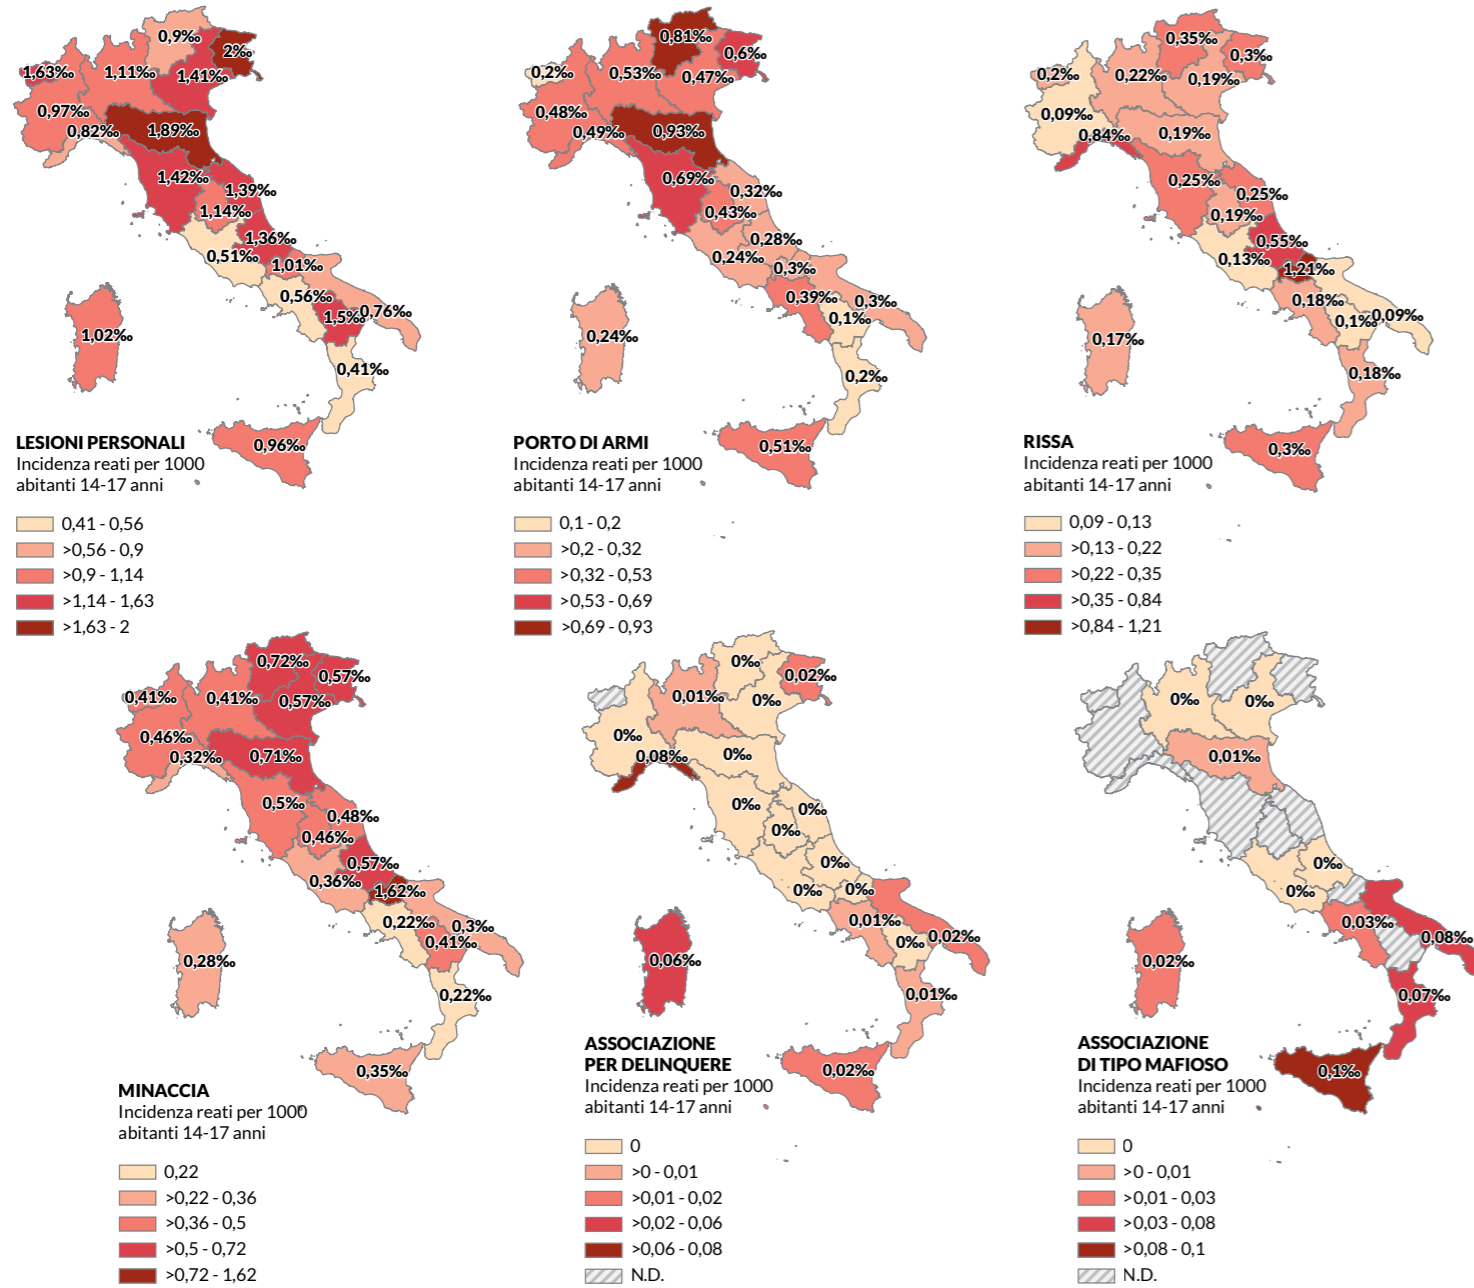 0,9‰
2‰
1,63‰
1,11‰
1,41‰
0,97‰
0,82‰
1,89‰
1,42‰
1,39‰
1,14‰
1,36‰
0,51‰
1,01‰
0,56‰
1,5‰
0,76‰
1,02‰
0,41‰
0,96‰
LESIONI PERSONALI
Incidenza reati per 1000
abitanti 14-17 anni
0,41 - 0,56
>0,56 - 0,9
>0,9 - 1,14
>1,14 - 1,63
>1,63 - 2
0,81‰
0,6‰
0,2‰
0,53‰
0,47‰
0,48‰
0,49‰
0,93‰
0,69‰
0,32‰
0,43‰
0,28‰
0,24‰
0,3‰
0,39‰
0,3‰
0,1‰
0,24‰
0,2‰
0,51‰
PORTO DI ARMI
Incidenza reati per 1000
abitanti 14-17 anni
0,1 - 0,2
>0,2 - 0,32
>0,32 - 0,53
>0,53 - 0,69
>0,69 - 0,93
0,35‰
0,3‰
0,2‰
0,22‰
0,19‰
0,09‰
0,84‰
0,19‰
0,25‰
0,25‰
0,19‰
0,55‰
0,13‰
1,21‰
0,18‰
0,1‰
0,09‰
0,17‰
0,18‰
0,3‰
RISSA
Incidenza reati per 1000
abitanti 14-17 anni
0,09 - 0,13
>0,13 - 0,22
>0,22 - 0,35
>0,35 - 0,84
>0,84 - 1,21
0,72‰
0,57‰
0,41‰
0,41‰
0,57‰
0,46‰
0,32‰
0,71‰
0,5‰
0,48‰
0,46‰
0,57‰
0,36‰
1,62‰
0,22‰
0,3‰
0,41‰
0,28‰
0,22‰
0,35‰
MINACCIA
Incidenza reati per 1000
abitanti 14-17 anni
0,22
>0,22 - 0,36
>0,36 - 0,5
>0,5 - 0,72
>0,72 - 1,62
0‰
0,02‰
0,01‰
0‰
0‰
0,08‰
0‰
0‰
0‰
0‰
0‰
0‰
0‰
0,01‰
0‰
0,02‰
0,06‰
0,01‰
0,02‰
ASSOCIAZIONE
PER DELINQUERE
Incidenza reati per 1000
abitanti 14-17 anni
0
>0 - 0,01
>0,01 - 0,02
>0,02 - 0,06
>0,06 - 0,08
N.D.
0‰
0‰
0,01‰
0‰
0‰
0,03‰
0,08‰
0,02‰
0,07‰
0,1‰
ASSOCIAZIONE
DI TIPO MAFIOSO
Incidenza reati per 1000
abitanti 14-17 anni
0
>0 - 0,01
>0,01 - 0,03
>0,03 - 0,08
>0,08 - 0,1
N.D.